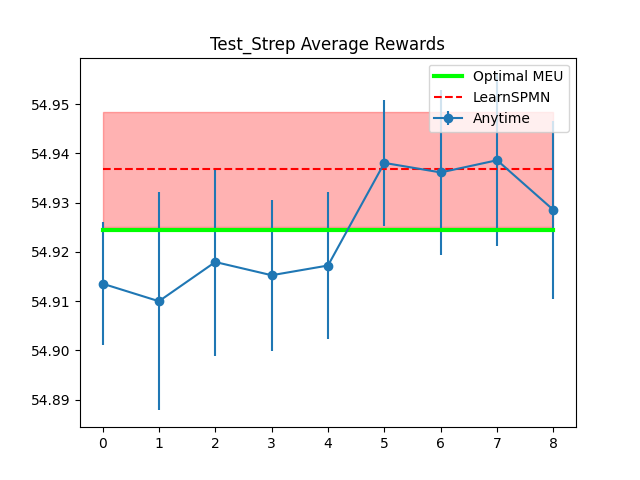 Test_Strep Average Rewards
Optimal MEU
LearnSPMN
Anytime
54.95
54.94
54.93
54.92
54.91
54.90
54.89
0 1 2 3 4 5 6 7 8